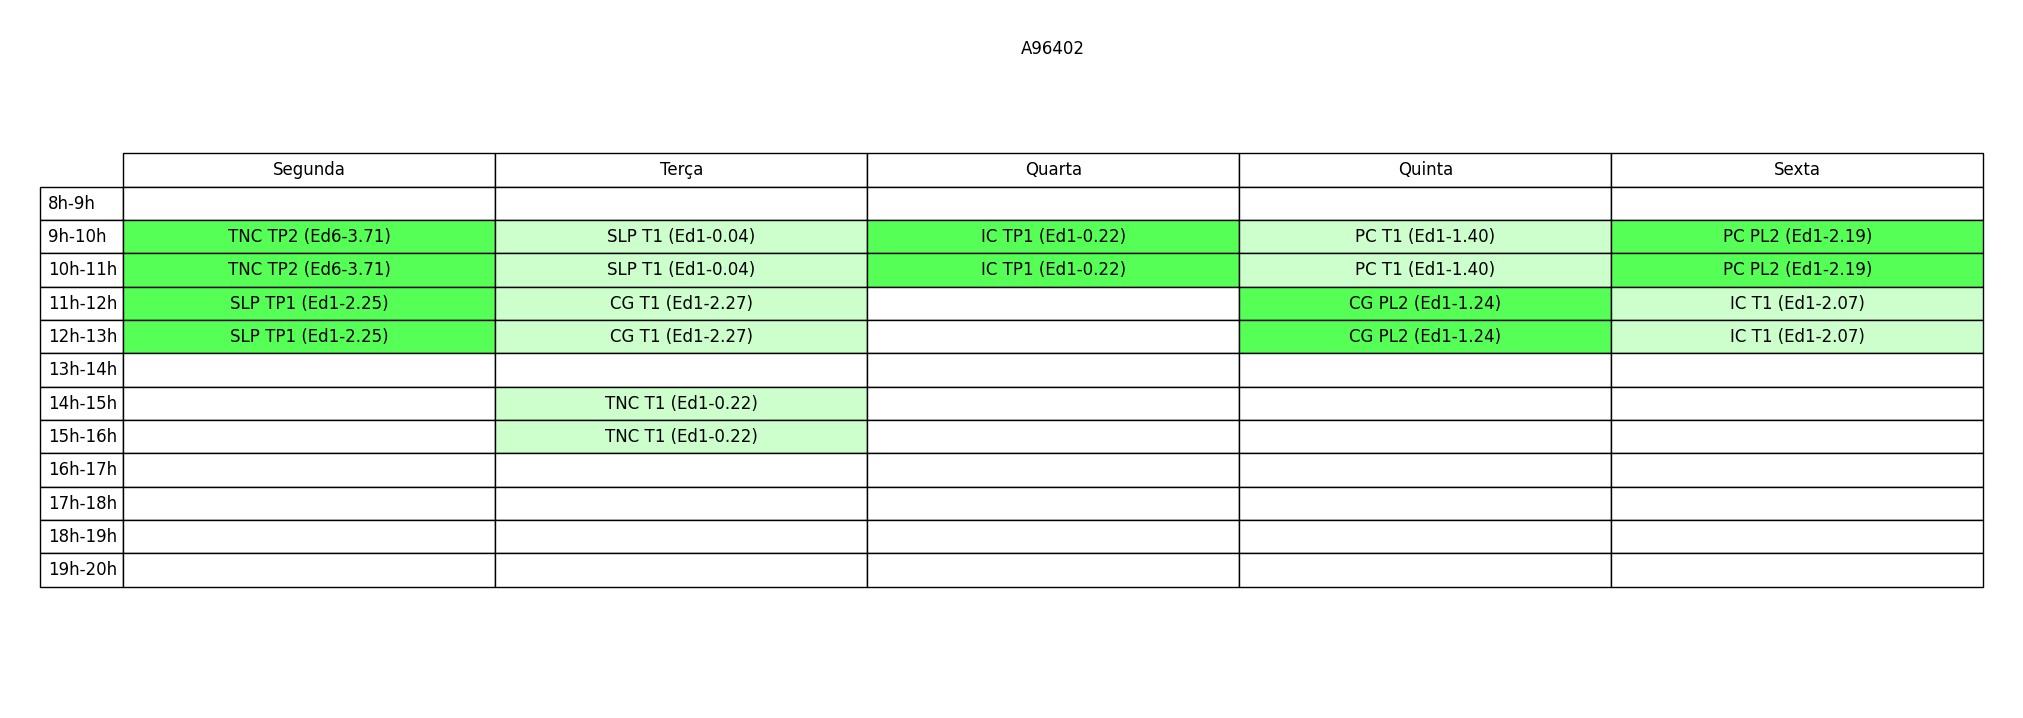 A96402
Segunda Terça Quarta Quinta Sexta
8h-9h
9h-10h TNC TP2 (Ed6-3.71) SLP T1 (Ed1-0.04) IC TP1 (Ed1-0.22) PC T1 (Ed1-1.40) PC PL2 (Ed1-2.19)
10h-11h TNC TP2 (Ed6-3.71) SLP T1 (Ed1-0.04) IC TP1 (Ed1-0.22) PC T1 (Ed1-1.40) PC PL2 (Ed1-2.19)
11h-12h SLP TP1 (Ed1-2.25) CG T1 (Ed1-2.27) CG PL2 (Ed1-1.24) IC T1 (Ed1-2.07)
12h-13h SLP TP1 (Ed1-2.25) CG T1 (Ed1-2.27) CG PL2 (Ed1-1.24) IC T1 (Ed1-2.07)
13h-14h
14h-15h TNC T1 (Ed1-0.22)
15h-16h TNC T1 (Ed1-0.22)
16h-17h
17h-18h
18h-19h
19h-20h